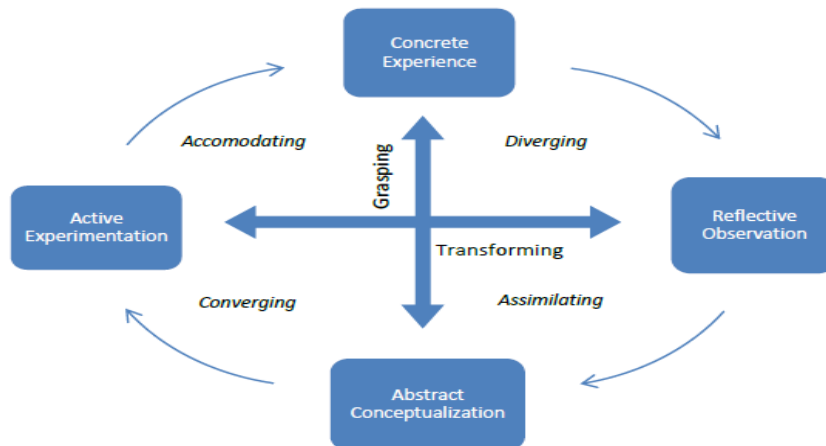 Concrete
Experience
Accomodating
Grasping
Diverging
Active
Experimentation
Reflective
Observation
Transforming
Converging
Assimilating
Abstract
Conceptualization